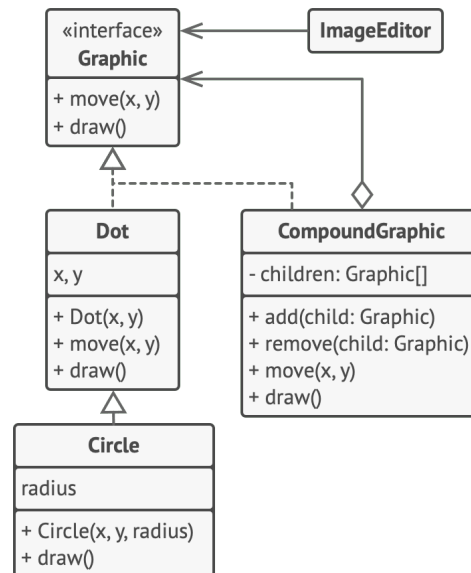 «interface»
Graphic
+ move(x, y)
+ draw()
ImageEditor
Dot
x, y
+ Dot(x, y)
+ move(x, y)
+ draw()
CompoundGraphic
- children: Graphic[]
+ add(child: Graphic)
+ remove(child: Graphic)
+ move(x, y)
+ draw()
Circle
radius
+ Circle(x, y, radius)
+ draw()